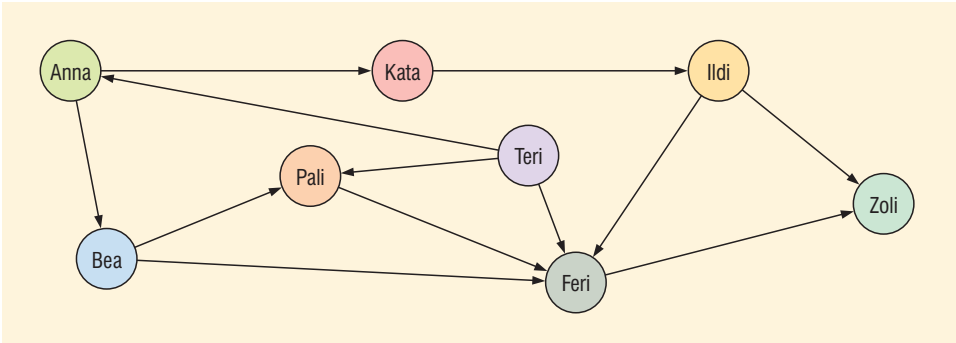 Anna
Kata
Ildi
Teri
Pali
Zoli
Bea
Feri